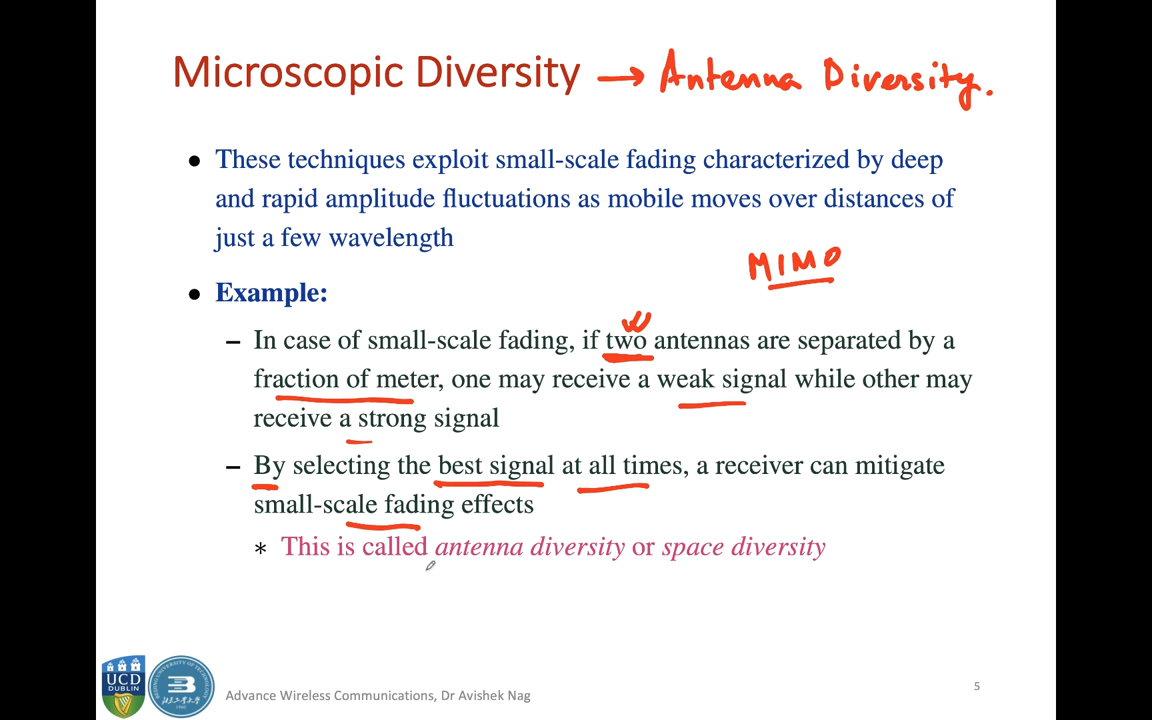 Microscopic Diversity → Antenna Diversity.
• These techniques exploit small-scale fading characterized by deep
and rapid amplitude fluctuations as mobile moves over distances of
just a few wavelength
MIMO
• Example:
– In case of small-scale fading, if two antennas are separated by a
fraction of meter, one may receive a weak signal while other may
receive a strong signal
– By selecting the best signal at all times, a receiver can mitigate
small-scale fading effects
* This is called antenna diversity or space diversity
UCD
DUBLIN
Advance Wireless Communications, Dr Avishek Nag
5